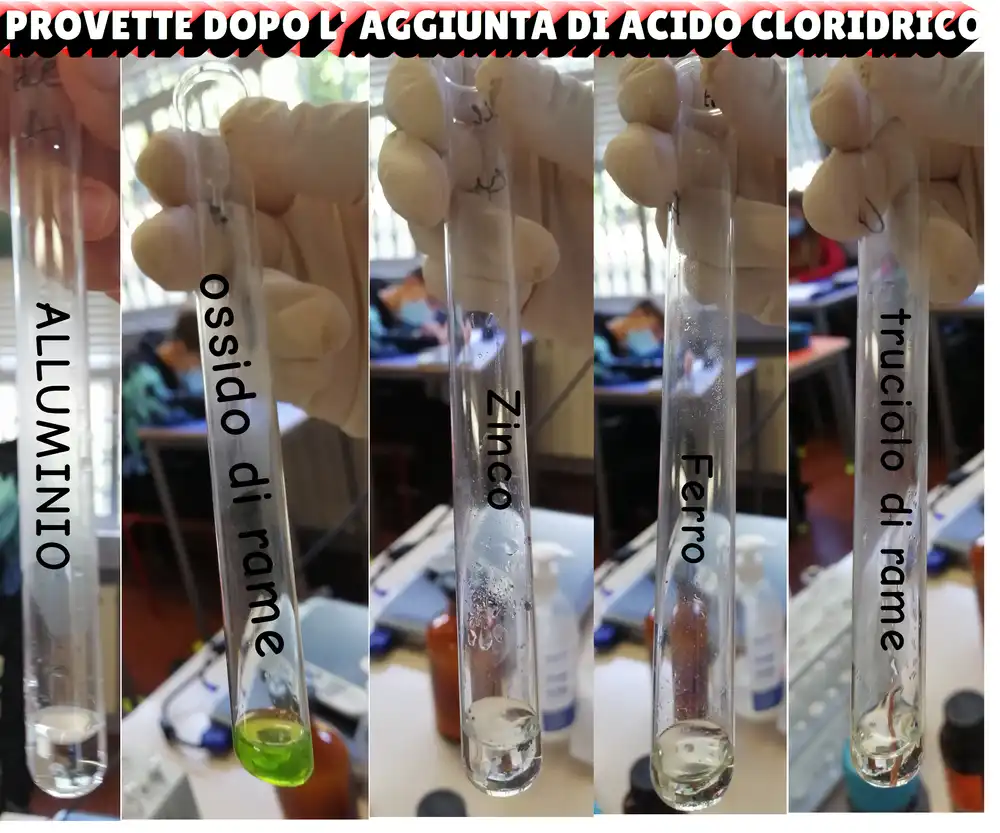 PROVETTE DOPO L' AGGIUNTA DI ACIDO CLORIDRICO
ALLUMINIO
ossido di rame
Zinco
Ferro
truciolo di rame